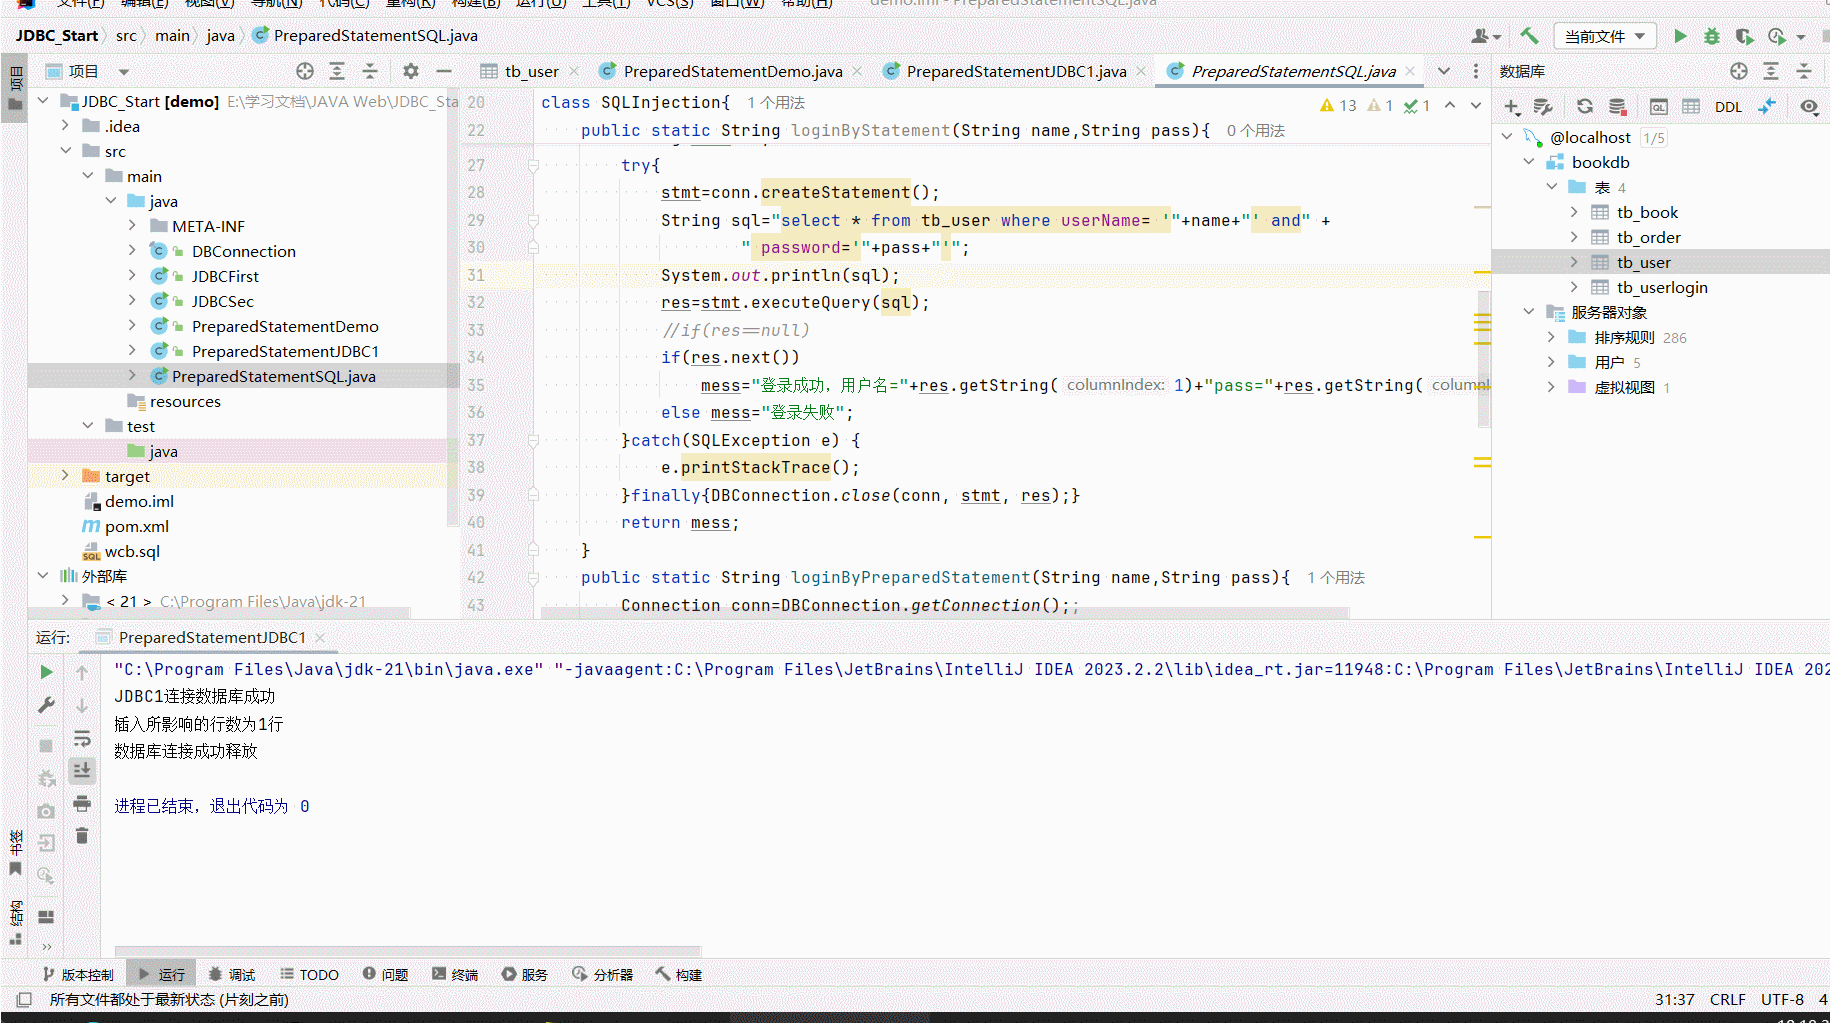 文件(F) 编辑(E) 视图(V) 导航(N) 代码(C) 重构(R) 构建(B) 运行(U) 工具(T) VCS(S) 窗口(W) 帮助(H) demo.iml - PreparedStatementSQL.java
JDBC_Start src main java PreparedStatementSQL.java 当前文件
项目
项目
tb_user PreparedStatementDemo.java PreparedStatementJDBC1.java PreparedStatementSQL.java
数据库
JDBC_Start [demo] E:\学习文档\JAVA Web\JDBC_Sta
.idea
src
main
java
META-INF
DBConnection
JDBCFirst
JDBCSec
PreparedStatementDemo
PreparedStatementJDBC1
PreparedStatementSQL.java
resources
test
java
target
demo.iml
pom.xml
wcb.sql
外部库
< 21 > C:\Program Files\Java\jdk-21
20 class SQLInjection{ 1 个用法
13 1 1
22 public static String loginByStatement(String name,String pass){ 0 个用法
27 try{
28 stmt=conn.createStatement();
29 String sql="select * from tb_user where userName= '"+name+"' and" +
30 " password='"+pass+"'";
31 System.out.println(sql);
32 res=stmt.executeQuery(sql);
33 //if(res==null)
34 if(res.next())
35 mess="登录成功，用户名="+res.getString( columnIndex: 1)+"pass="+res.getString( columnI
36 else mess="登录失败";
37 }catch(SQLException e) {
38 e.printStackTrace();
39 }finally{DBConnection.close(conn, stmt, res);}
40 return mess;
41 }
42 public static String loginByPreparedStatement(String name,String pass){ 1 个用法
43 Connection conn=DBConnection.getConnection();;
DDL
@localhost 1/5
bookdb
表 4
tb_book
tb_order
tb_user
tb_userlogin
服务器对象
排序规则 286
用户 5
虚拟视图 1
运行: PreparedStatementJDBC1
"C:\Program Files\Java\jdk-21\bin\java.exe" "-javaagent:C:\Program Files\JetBrains\IntelliJ IDEA 2023.2.2\lib\idea_rt.jar=11948:C:\Program Files\JetBrains\IntelliJ IDEA 202
JDBC1连接数据库成功
插入所影响的行数为1行
数据库连接成功释放
进程已结束，退出代码为 0
书签
结构
版本控制 运行 调试 TODO 问题 终端 服务 分析器 构建
所有文件都处于最新状态 (片刻之前)
31:37 CRLF UTF-8 4